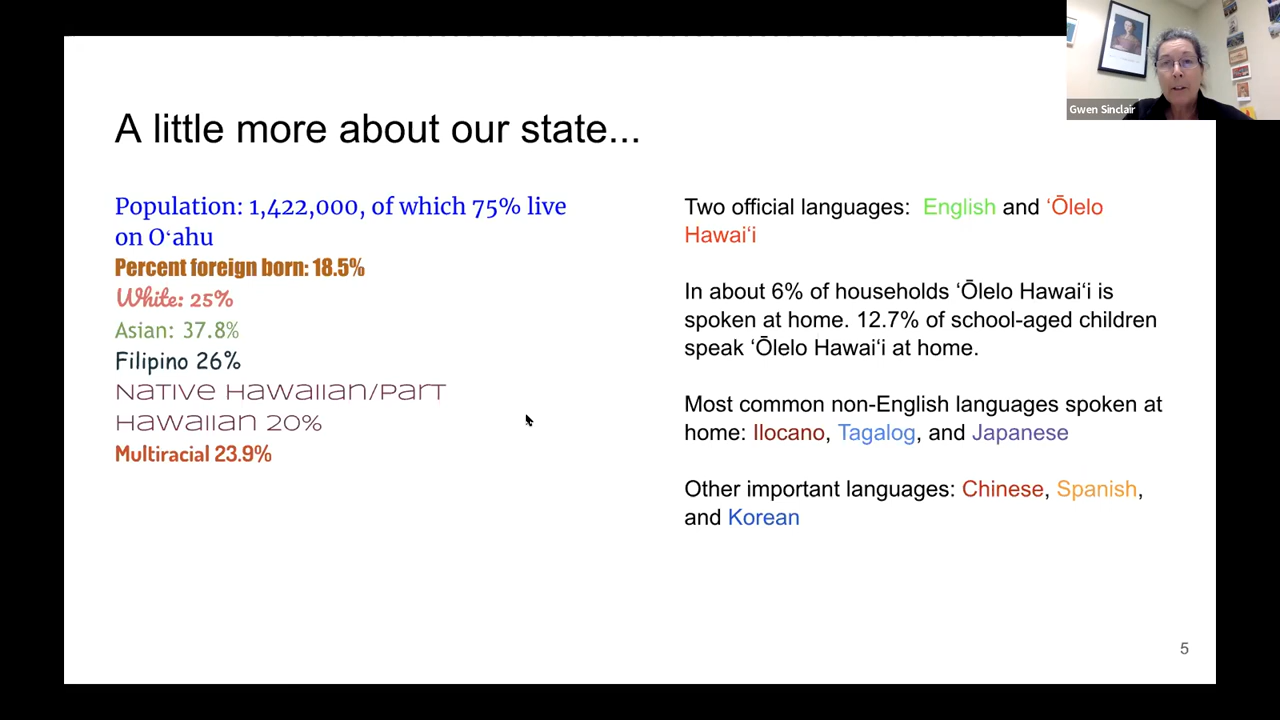 A little more about our state...
Population: 1,422,000, of which 75% live
on Oʻahu
Percent foreign born: 18.5%
White: 25%
Asian: 37.8%
Filipino 26%
Native Hawaiian/Part
Hawaiian 20%
Multiracial 23.9%
Two official languages:  English and ʻŌlelo
Hawaiʻi
In about 6% of households ʻŌlelo Hawaiʻi is
spoken at home. 12.7% of school-aged children
speak ʻŌlelo Hawaiʻi at home.
Most common non-English languages spoken at
home: Ilocano, Tagalog, and Japanese
Other important languages: Chinese, Spanish,
and Korean
5
Gwen Sinclair